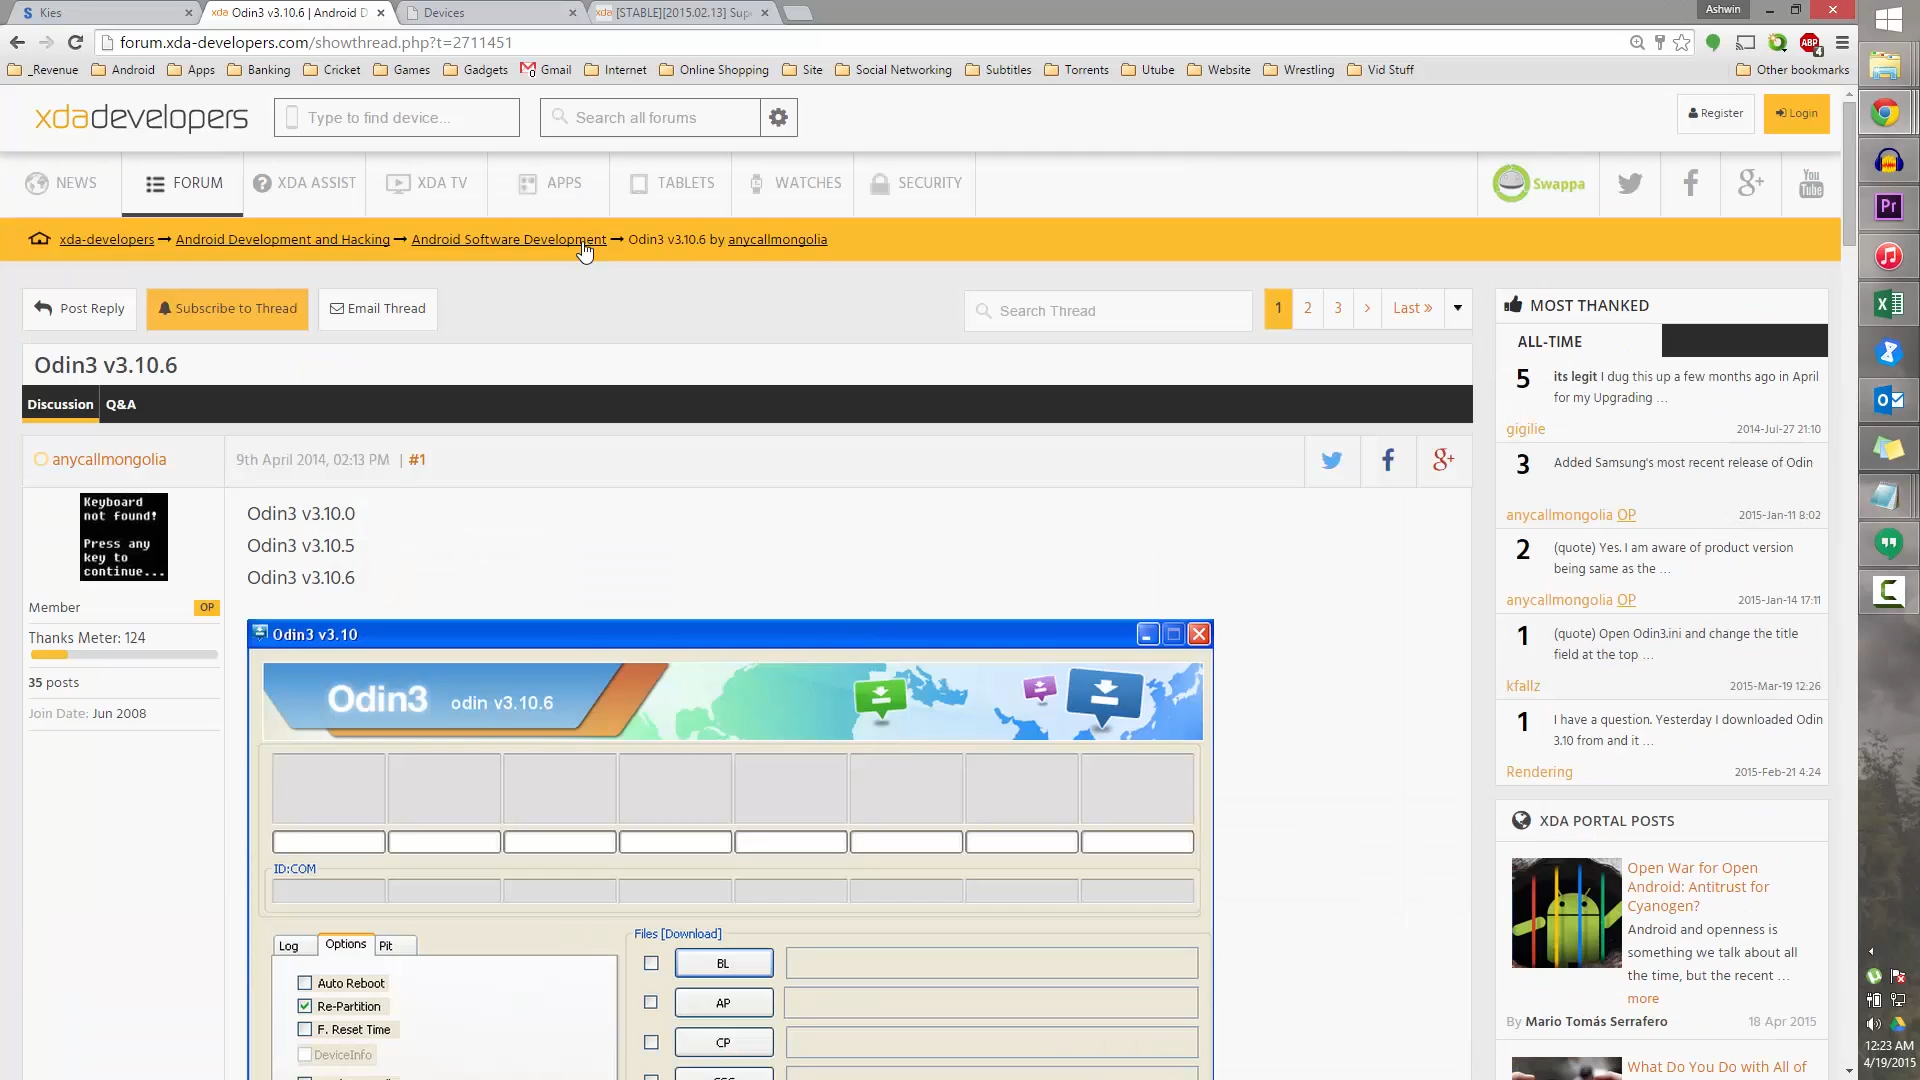 Kies
xda Odin3 v3.10.6 | Android D
Devices
xda [STABLE][2015.02.13] Sup
Ashwin
forum.xda-developers.com/showthread.php?t=2711451
ABP 4
_Revenue Android Apps Banking Cricket Games Gadgets Gmail Internet Online Shopping Site Social Networking Subtitles Torrents Utube Website Wrestling Vid Stuff Other bookmarks
xdadevelopers
Type to find device...
Search all forums
Register
Login
NEWS FORUM XDA ASSIST XDA TV APPS TABLETS WATCHES SECURITY
Swappa
You Tube
xda-developers → Android Development and Hacking → Android Software Development → Odin3 v3.10.6 by anycallmongolia
Post Reply
Subscribe to Thread
Email Thread
Search Thread
1 2 3 > Last »
Odin3 v3.10.6
Discussion Q&A
anycallmongolia
9th April 2014, 02:13 PM | #1
Keyboard
not found!
Press any
key to
continue...
Member OP
Thanks Meter: 124
35 posts
Join Date: Jun 2008
Odin3 v3.10.0
Odin3 v3.10.5
Odin3 v3.10.6
Odin3 v3.10
Odin3 odin v3.10.6
ID:COM
Log Options Pit
Auto Reboot
Re-Partition
F. Reset Time
DeviceInfo
Files [Download]
BL
AP
CP
MOST THANKED
ALL-TIME
5 its legit I dug this up a few months ago in April
for my Upgrading ...
gigilie 2014-Jul-27 21:10
3 Added Samsung's most recent release of Odin
anycallmongolia OP 2015-Jan-11 8:02
2 (quote) Yes. I am aware of product version
being same as the ...
anycallmongolia OP 2015-Jan-14 17:11
1 (quote) Open Odin3.ini and change the title
field at the top ...
kfallz 2015-Mar-19 12:26
1 I have a question. Yesterday I downloaded Odin
3.10 from and it ...
Rendering 2015-Feb-21 4:24
XDA PORTAL POSTS
Open War for Open
Android: Antitrust for
Cyanogen?
Android and openness is
something we talk about all
the time, but the recent ...
more
By Mario Tomás Serrafero 18 Apr 2015
What Do You Do with All of
Pr
12:23 AM
4/19/2015